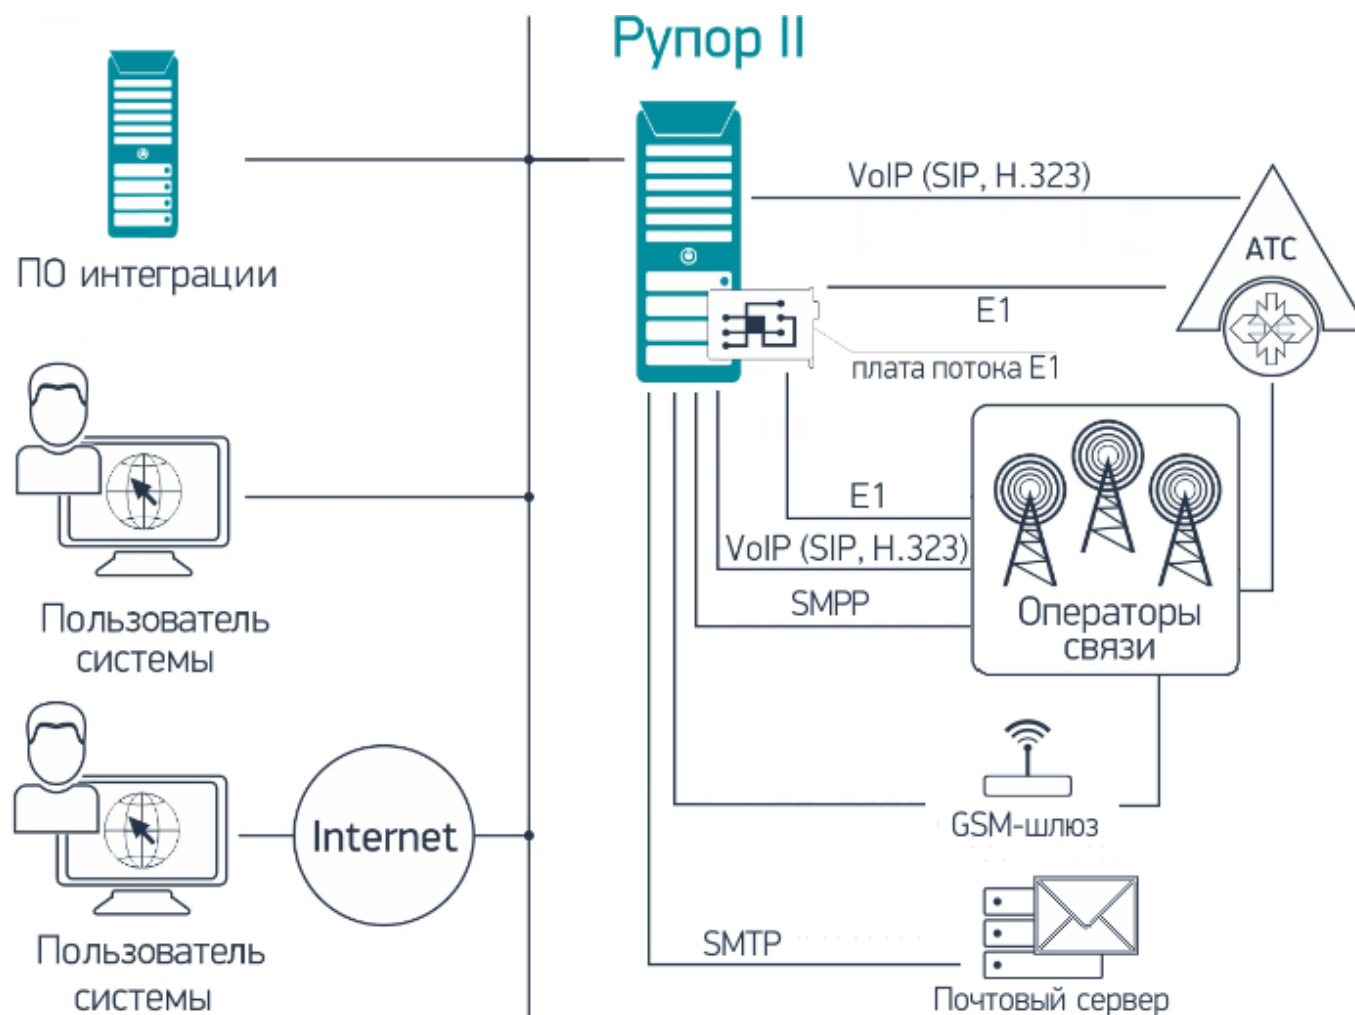 Рупор II
ПО интеграции
VoIP (SIP, H.323)
АТС
E1
плата потока E1
E1
VoIP (SIP, H.323)
SMPP
Операторы
связи
Пользователь
системы
Internet
GSM-шлюз
Пользователь
системы
SMTP
Почтовый сервер